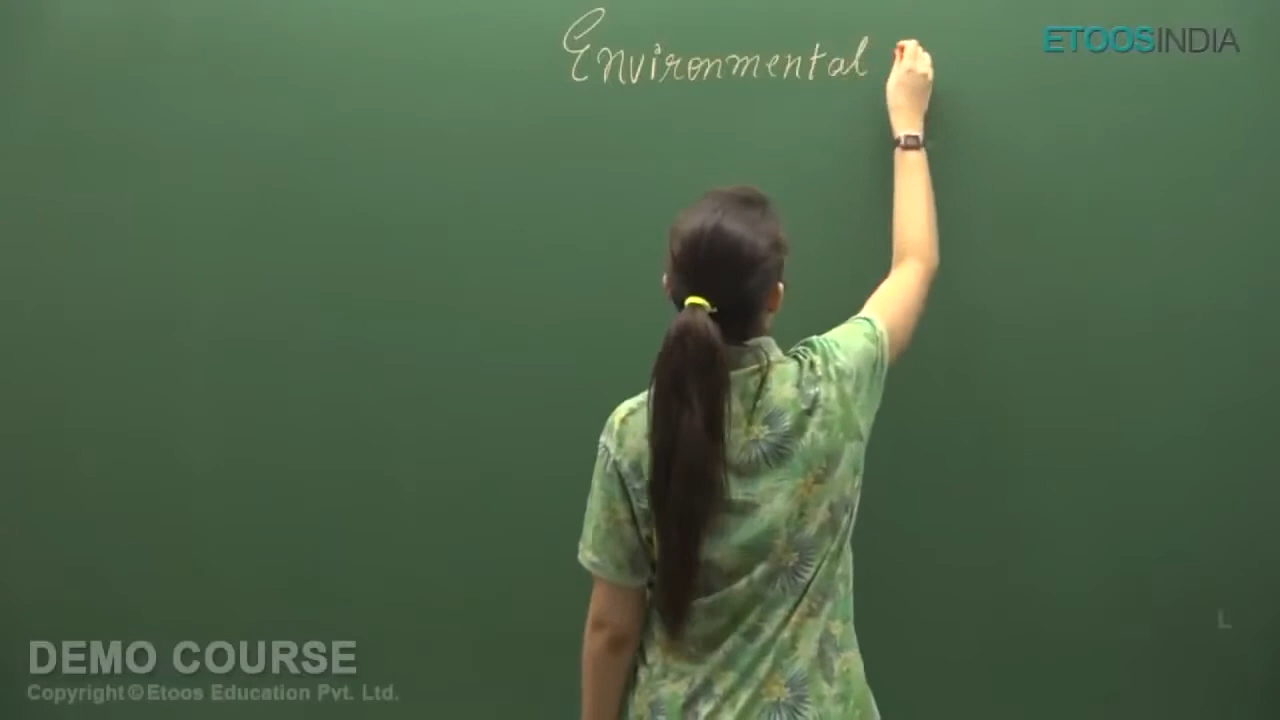 Environmental
ETOOSINDIA
L
DEMO COURSE
Copyright © Etoos Education Pvt. Ltd.